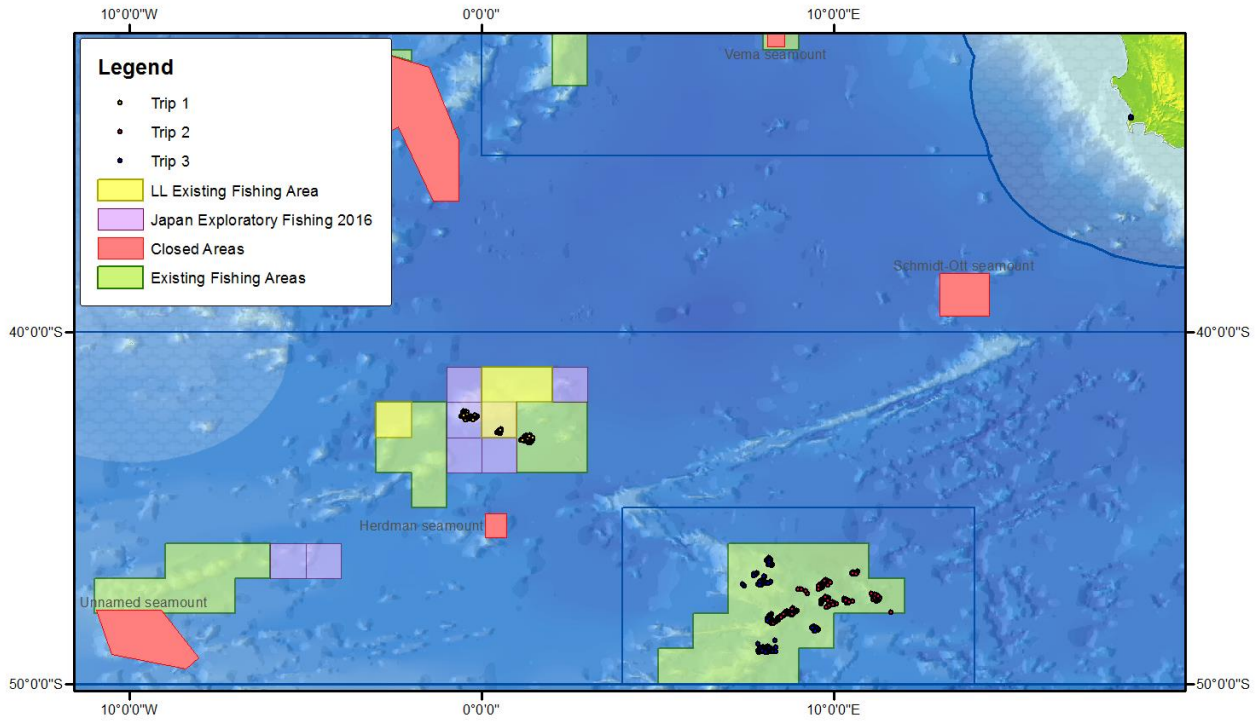 10°0'0"W 0°0'0" 10°0'0"E
Legend
Trip 1
Trip 2
Trip 3
LL Existing Fishing Area
Japan Exploratory Fishing 2016
Closed Areas
Existing Fishing Areas
Vema seamount
Schmidt-Ott seamount
40°0'0"S 40°0'0"S
Herdman seamount
Unnamed seamount
50°0'0"S 50°0'0"S
10°0'0"W 0°0'0" 10°0'0"E